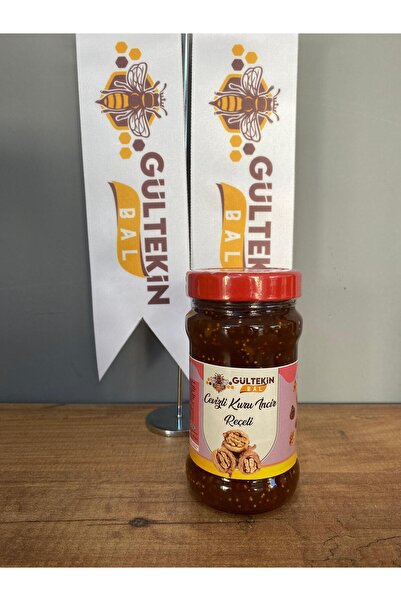 GÜLTEKİN
BAL
GÜLTEKİN
BAL
GÜLTEKİN
BAL
Cevizli Kuru İncir
Reçeli